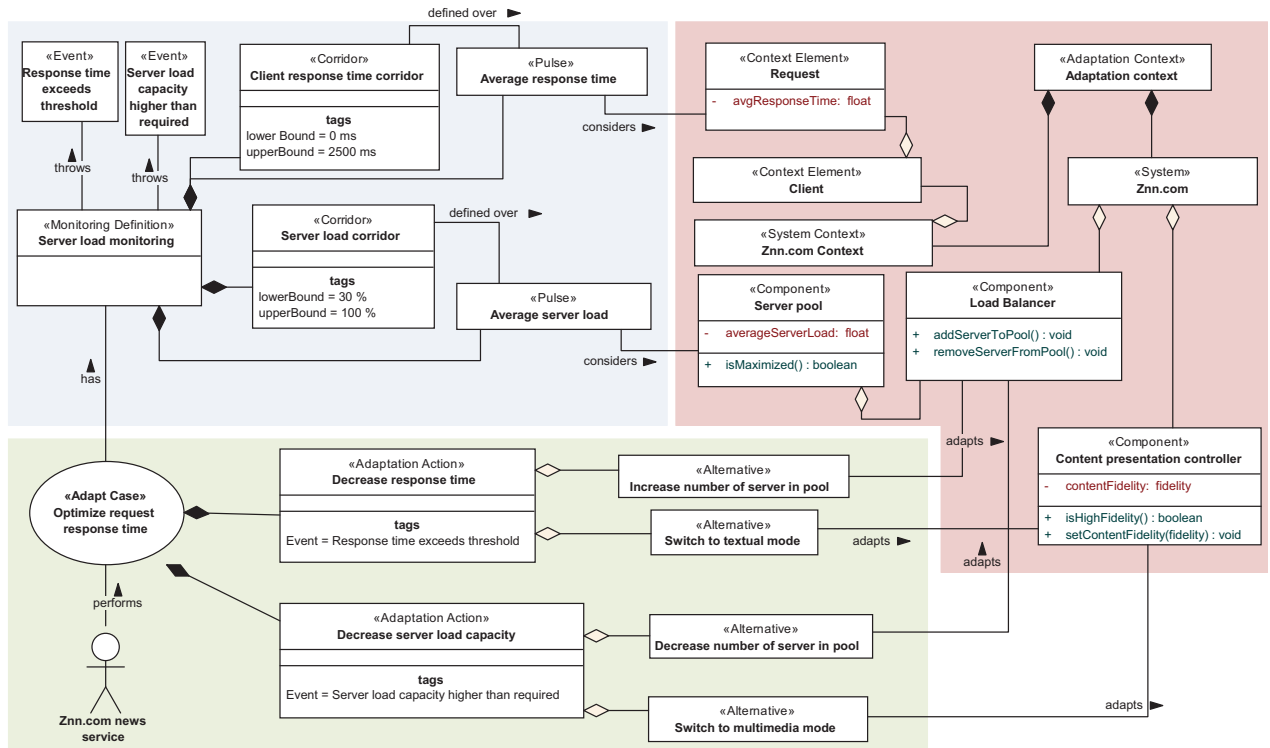 defined over
«Event»
Response time
exceeds
threshold
«Event»
Server load
capacity
higher than
required
«Corridor»
Client response time corridor
tags
lower Bound = 0 ms
upperBound = 2500 ms
«Pulse»
Average response time
considers
throws
throws
«Monitoring Definition»
Server load monitoring
«Corridor»
Server load corridor
tags
lowerBound = 30 %
upperBound = 100 %
defined over
«Pulse»
Average server load
considers
has
«Context Element»
Request
- avgResponseTime: float
«Adaptation Context»
Adaptation context
«Context Element»
Client
«System»
Znn.com
«System Context»
Znn.com Context
«Component»
Server pool
- averageServerLoad: float
+ isMaximized() : boolean
«Component»
Load Balancer
+ addServerToPool() : void
+ removeServerFromPool() : void
adapts
«Component»
Content presentation controller
- contentFidelity: fidelity
+ isHighFidelity() : boolean
+ setContentFidelity(fidelity) : void
«Adapt Case»
Optimize request
response time
«Adaptation Action»
Decrease response time
tags
Event = Response time exceeds threshold
«Alternative»
Increase number of server in pool
«Alternative»
Switch to textual mode
adapts
adapts
performs
Znn.com news
service
«Adaptation Action»
Decrease server load capacity
tags
Event = Server load capacity higher than required
«Alternative»
Decrease number of server in pool
«Alternative»
Switch to multimedia mode
adapts